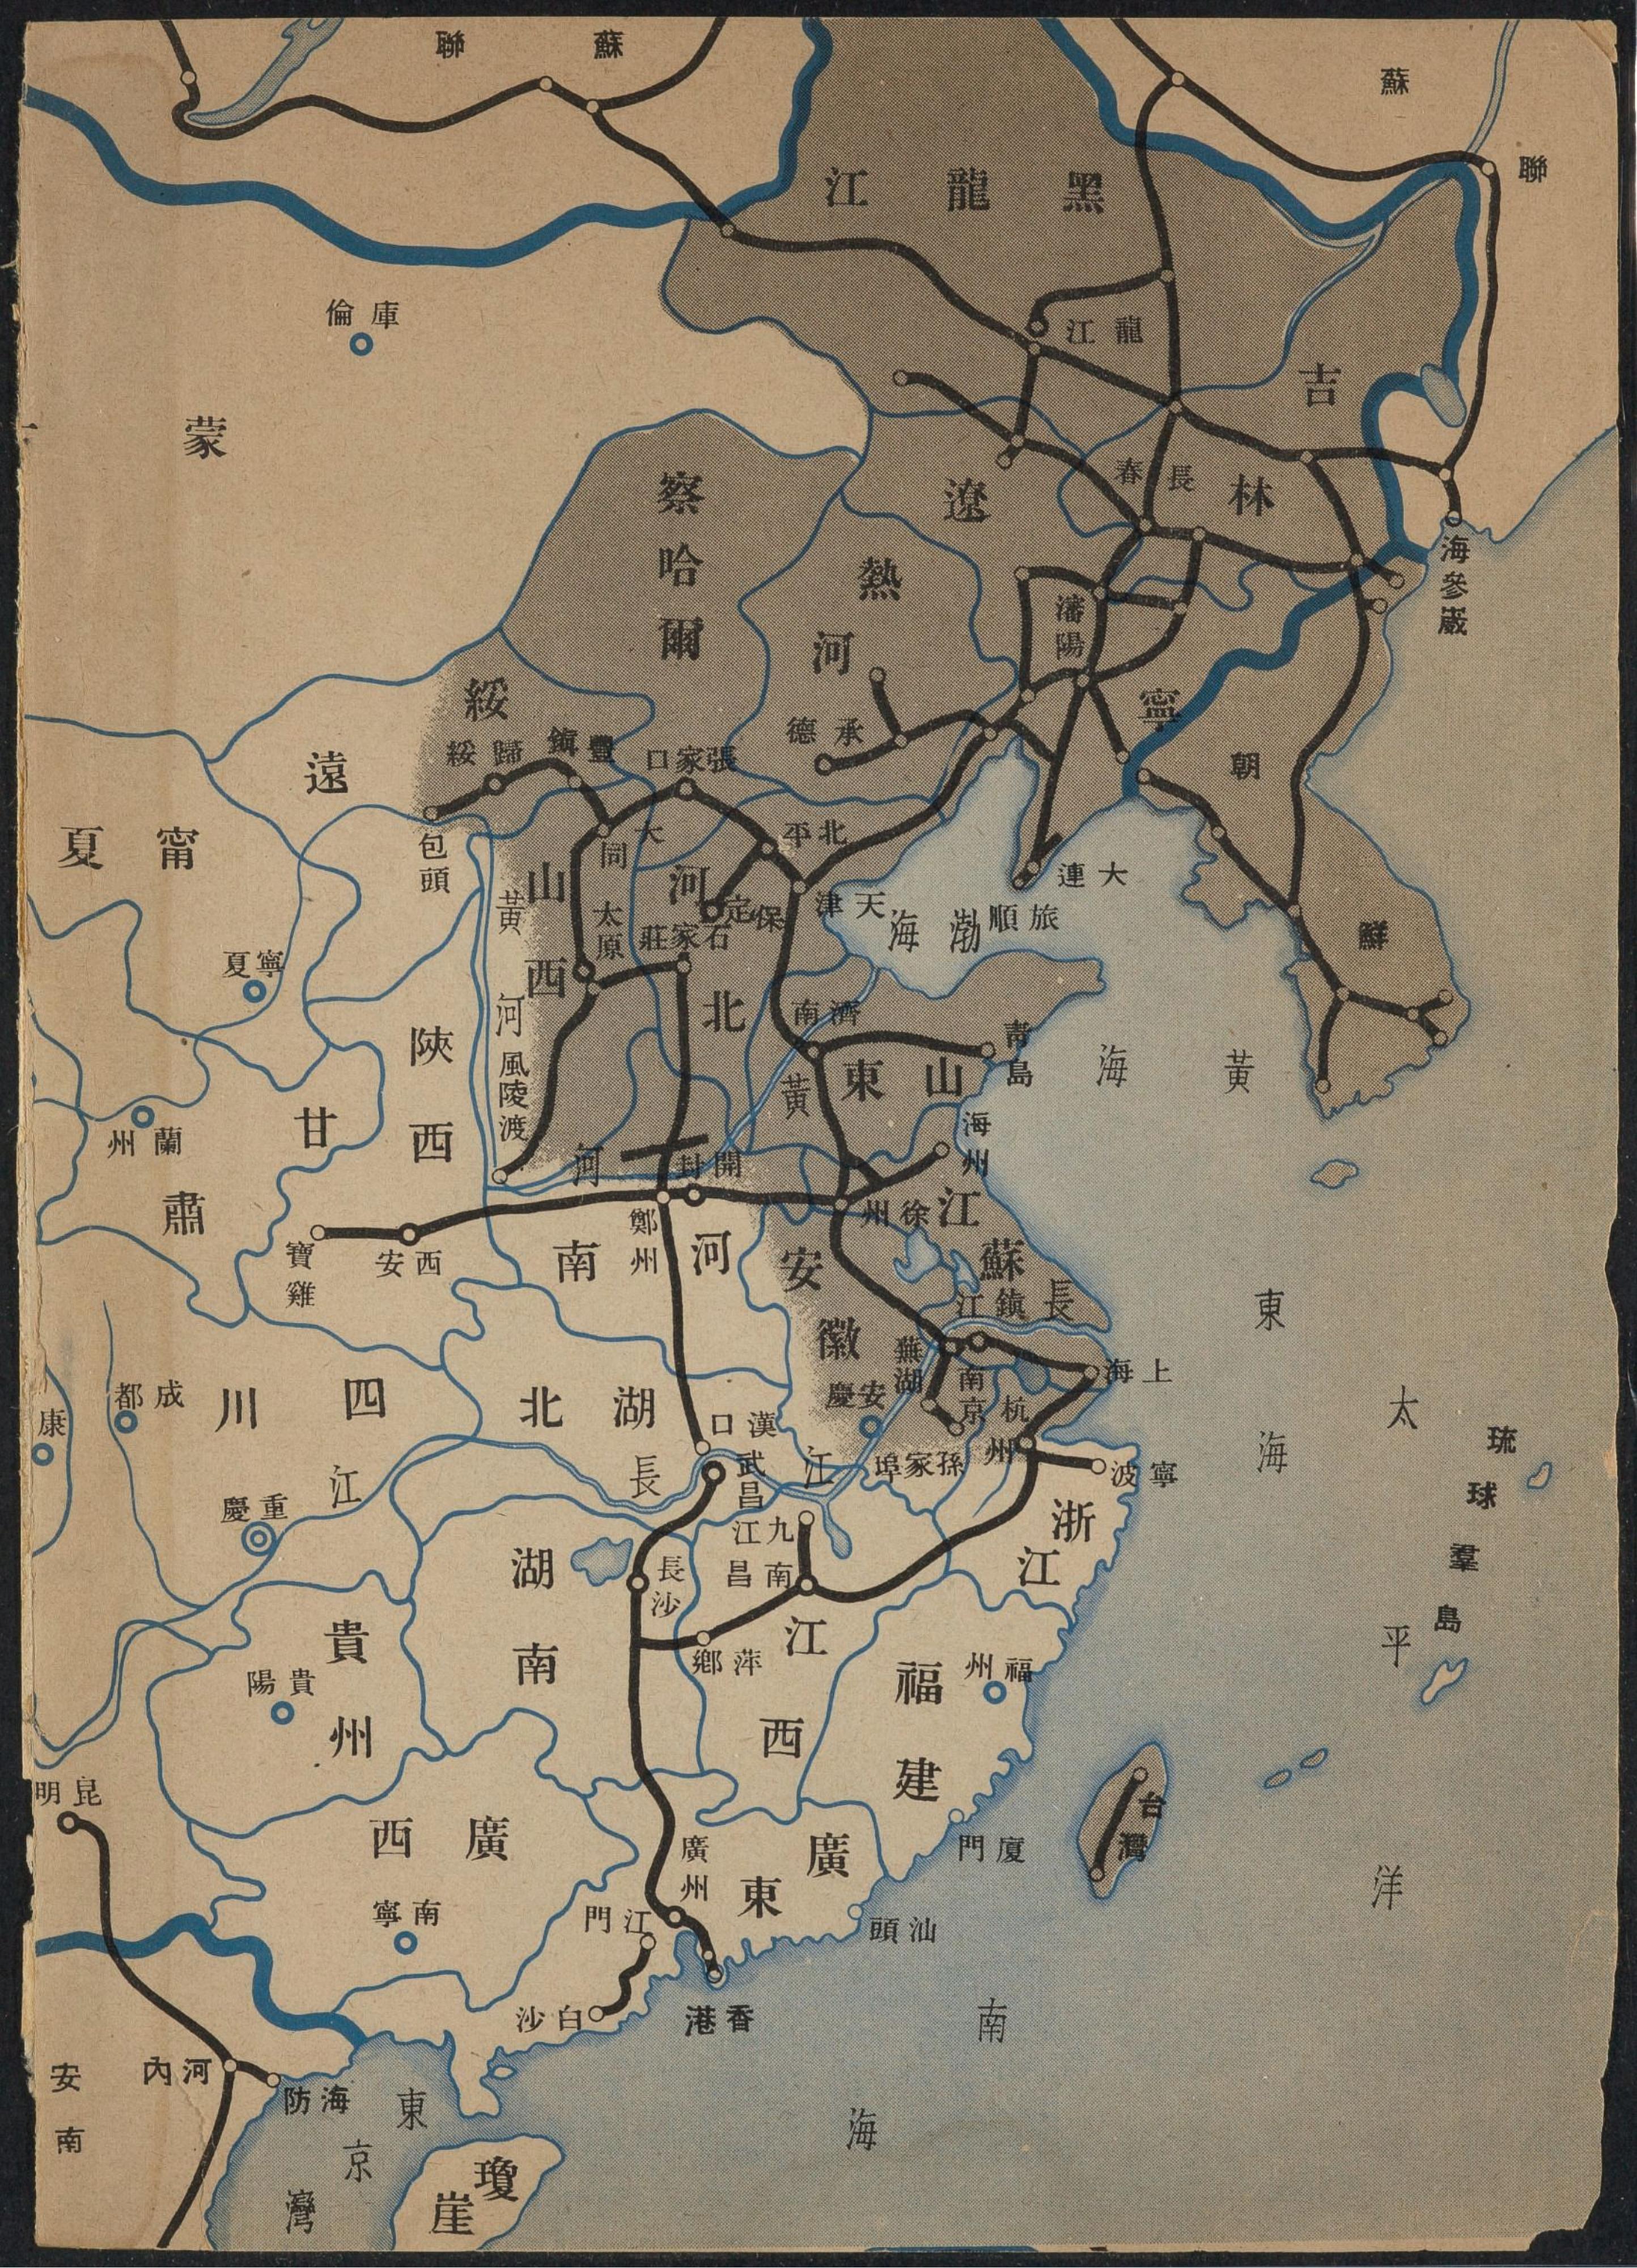 蘇聯
蘇聯
黑龍江
庫倫
龍江
吉林
蒙
察哈爾
遼寧
長春
熱河
海參崴
瀋陽
綏遠
歸綏
豐鎮
張家口
承德
朝鮮
甯夏
包頭
大同
北平
河北
山西
黃河
太原
石家莊
保定
天津
渤海
大連
旅順
寧夏
濟南
青島
陝西
風陵渡
黃河
山東
黃海
蘭州
甘肅
海州
開封
徐州
江蘇
鄭州
河南
寶雞
西安
安徽
鎮江
長江
東海
成都
四川
湖北
漢口
武昌
安慶
蕪湖
南京
上海
杭州
寧波
孫家埠
康
長江
重慶
九江
南昌
浙江
太平洋
琉球羣島
湖南
長沙
江西
萍鄉
貴州
貴陽
福建
福州
昆明
廣西
南寧
廣東
廣州
廈門
台灣
江門
汕頭
白沙
香港
南海
安南
河內
海防
東京灣
瓊崖